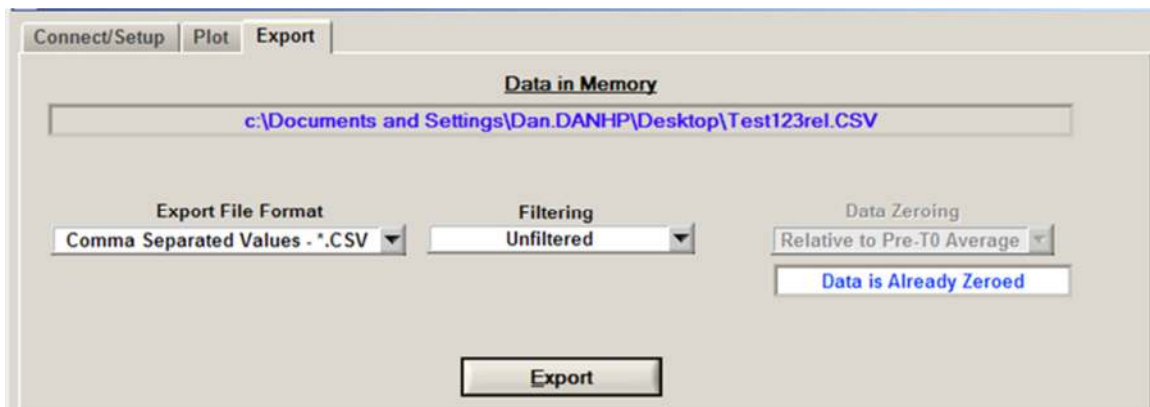 Connect/Setup Plot Export
Data in Memory
c:\Documents and Settings\Dan.DANHP\Desktop\Test123rel.CSV
Export File Format Filtering Data Zeroing
Comma Separated Values - *.CSV Unfiltered Relative to Pre-T0 Average
Data is Already Zeroed
Export